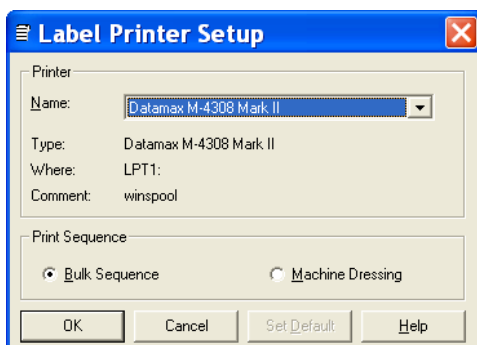 Label Printer Setup
Printer
Name: Datamax M-4308 Mark II
Type: Datamax M-4308 Mark II
Where: LPT1:
Comment: winspool
Print Sequence
Bulk Sequence Machine Dressing
OK Cancel Set Default Help